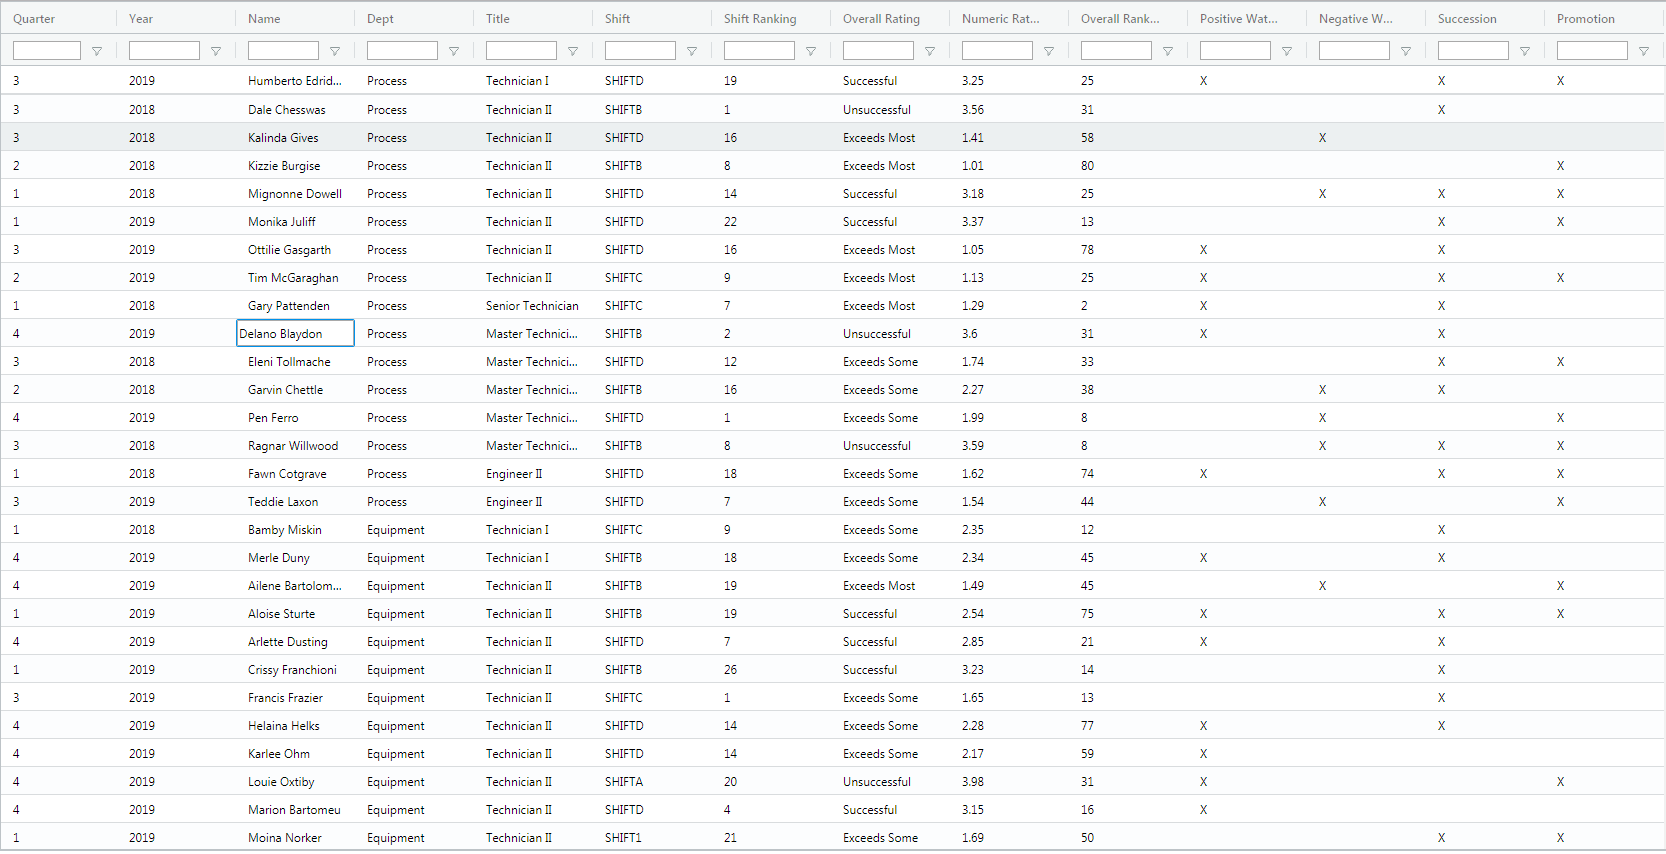 Quarter Year Name Dept Title Shift Shift Ranking Overall Rating Numeric Rat... Overall Rank... Positive Wat... Negative W... Succession Promotion
3 2019 Humberto Edrid... Process Technician I SHIFTD 19 Successful 3.25 25 X X X
3 2018 Dale Chesswas Process Technician II SHIFTB 1 Unsuccessful 3.56 31 X
3 2018 Kalinda Gives Process Technician II SHIFTD 16 Exceeds Most 1.41 58 X
2 2018 Kizzie Burgise Process Technician II SHIFTB 8 Exceeds Most 1.01 80 X
1 2018 Mignonne Dowell Process Technician II SHIFTD 14 Successful 3.18 25 X X X
1 2019 Monika Juliff Process Technician II SHIFTD 22 Successful 3.37 13 X X
3 2019 Ottilie Gasgarth Process Technician II SHIFTD 16 Exceeds Most 1.05 78 X X
2 2019 Tim McGaraghan Process Technician II SHIFTC 9 Exceeds Most 1.13 25 X X X
1 2018 Gary Pattenden Process Senior Technician SHIFTC 7 Exceeds Most 1.29 2 X X
4 2019 Delano Blaydon Process Master Technici... SHIFTB 2 Unsuccessful 3.6 31 X X
3 2018 Eleni Tollmache Process Master Technici... SHIFTD 12 Exceeds Some 1.74 33 X X
2 2018 Garvin Chettle Process Master Technici... SHIFTB 16 Exceeds Some 2.27 38 X X
4 2019 Pen Ferro Process Master Technici... SHIFTD 1 Exceeds Some 1.99 8 X X
3 2018 Ragnar Willwood Process Master Technici... SHIFTB 8 Unsuccessful 3.59 8 X X X
1 2018 Fawn Cotgrave Process Engineer II SHIFTD 18 Exceeds Some 1.62 74 X X X
3 2019 Teddie Laxon Process Engineer II SHIFTD 7 Exceeds Some 1.54 44 X X
1 2018 Bamby Miskin Equipment Technician I SHIFTC 9 Exceeds Some 2.35 12 X
4 2019 Merle Duny Equipment Technician I SHIFTB 18 Exceeds Some 2.34 45 X X
4 2019 Ailene Bartolom... Equipment Technician II SHIFTB 19 Exceeds Most 1.49 45 X X
1 2019 Aloise Sturte Equipment Technician II SHIFTB 19 Successful 2.54 75 X X X
4 2019 Arlette Dusting Equipment Technician II SHIFTD 7 Successful 2.85 21 X X
1 2019 Crissy Franchioni Equipment Technician II SHIFTB 26 Successful 3.23 14 X
3 2019 Francis Frazier Equipment Technician II SHIFTC 1 Exceeds Some 1.65 13 X
4 2019 Helaina Helks Equipment Technician II SHIFTD 14 Exceeds Some 2.28 77 X X
4 2019 Karlee Ohm Equipment Technician II SHIFTD 14 Exceeds Some 2.17 59 X
4 2019 Louie Oxtiby Equipment Technician II SHIFTA 20 Unsuccessful 3.98 31 X X
4 2019 Marion Bartomeu Equipment Technician II SHIFTD 4 Successful 3.15 16 X
1 2019 Moina Norker Equipment Technician II SHIFT1 21 Exceeds Some 1.69 50 X X